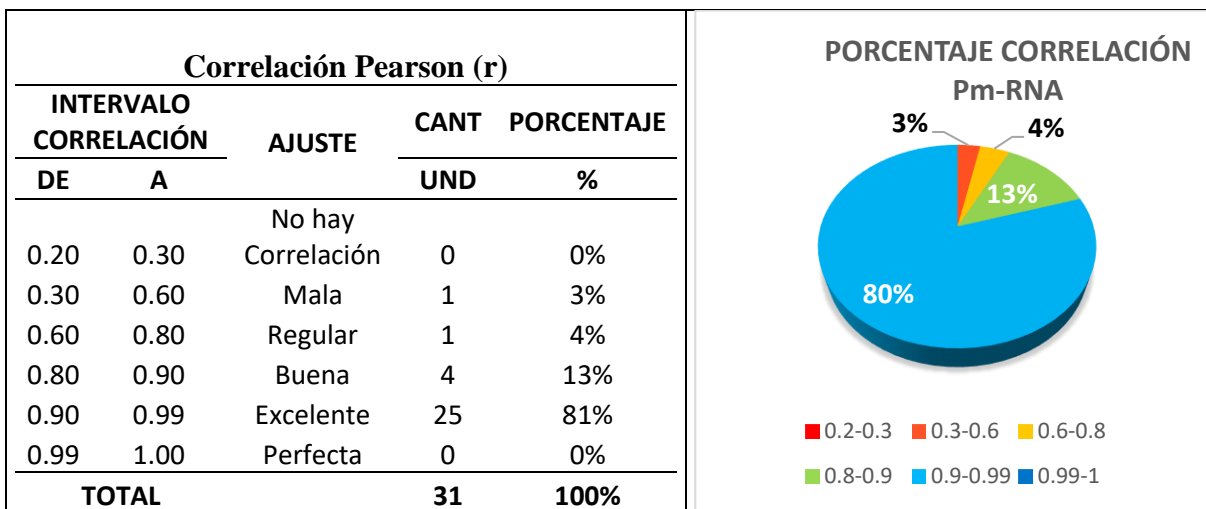 Correlación Pearson (r)
INTERVALO CORRELACIÓN AJUSTE CANT PORCENTAJE
DE A UND %
No hay
0.20 0.30 Correlación 0 0%
0.30 0.60 Mala 1 3%
0.60 0.80 Regular 1 4%
0.80 0.90 Buena 4 13%
0.90 0.99 Excelente 25 81%
0.99 1.00 Perfecta 0 0%
TOTAL 31 100%
PORCENTAJE CORRELACIÓN
Pm-RNA
3% 4%
13%
80%
0.2-0.3 0.3-0.6 0.6-0.8
0.8-0.9 0.9-0.99 0.99-1